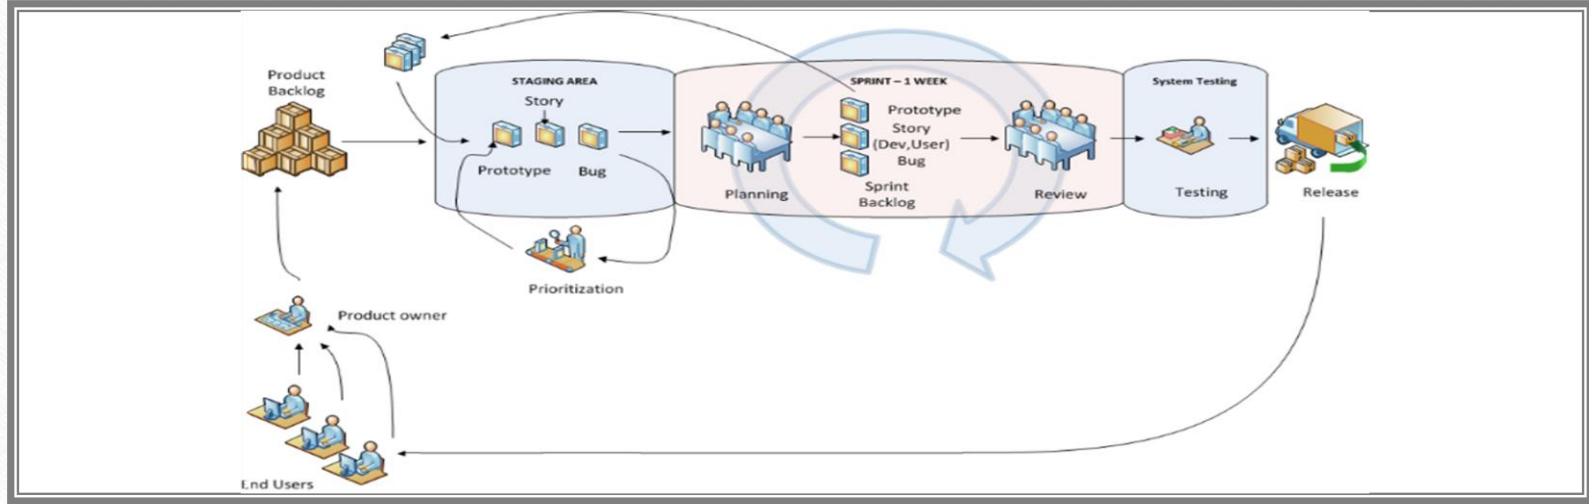 Product
Backlog
STAGING AREA
Story
Prototype
Bug
Prioritization
SPRINT – 1 WEEK
Planning
Prototype
Story
(Dev,User)
Bug
Sprint
Backlog
Review
System Testing
Testing
Release
Product owner
End Users